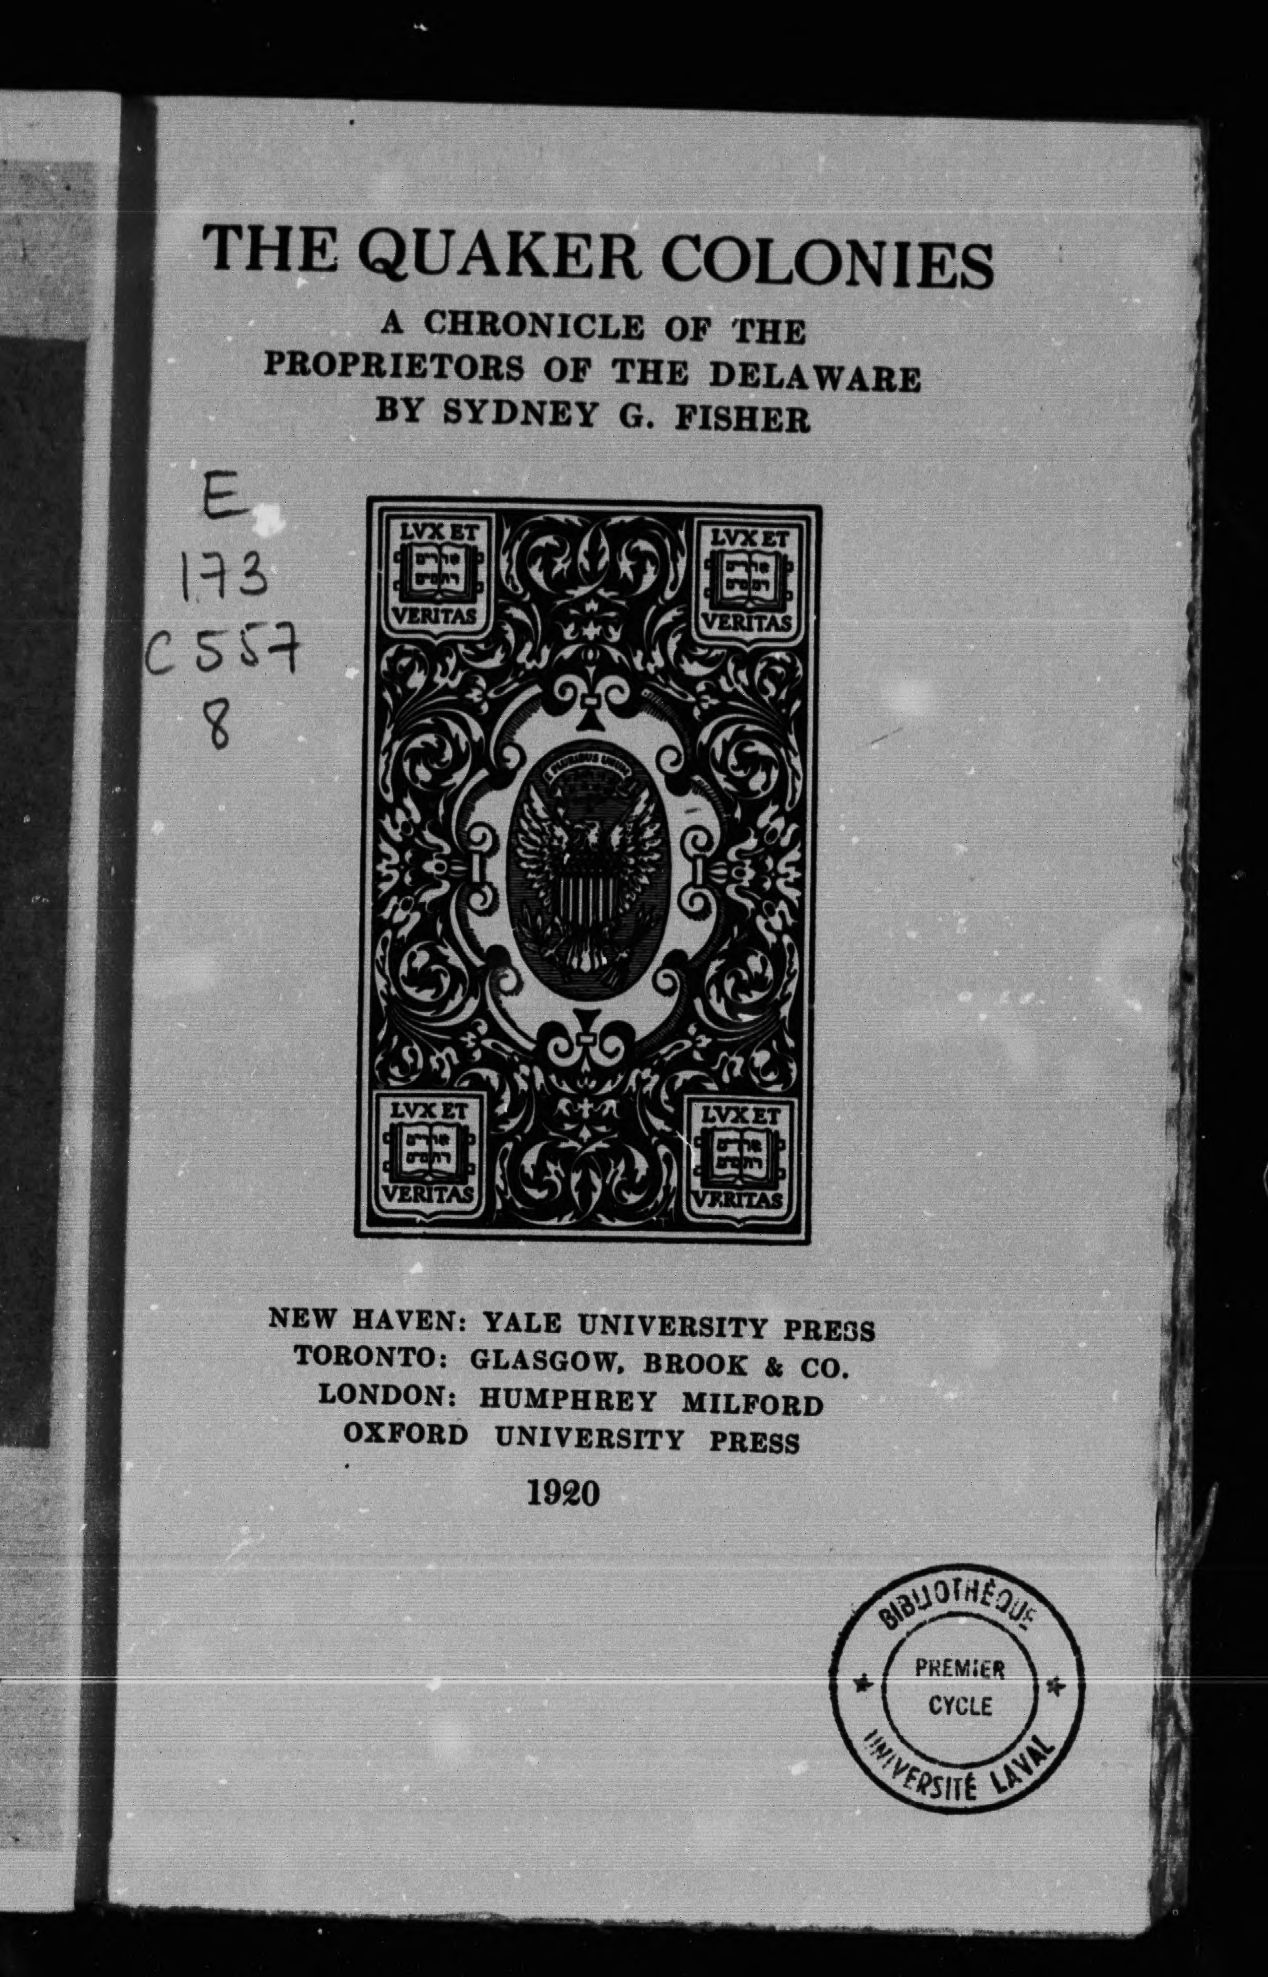 THE QUAKER COLONIES
A CHRONICLE OF THE
PROPRIETORS OF THE DELAWARE
BY SYDNEY G. FISHER
E
173
C557
8
LVX ET
VERITAS
LVX ET
VERITAS
E PLURIBUS UNUM
LVX ET
VERITAS
LVX ET
VERITAS
NEW HAVEN: YALE UNIVERSITY PRESS
TORONTO: GLASGOW, BROOK & CO.
LONDON: HUMPHREY MILFORD
OXFORD UNIVERSITY PRESS
1920
BIBLIOTHÈQUE
PREMIER
CYCLE
UNIVERSITÉ LAVAL